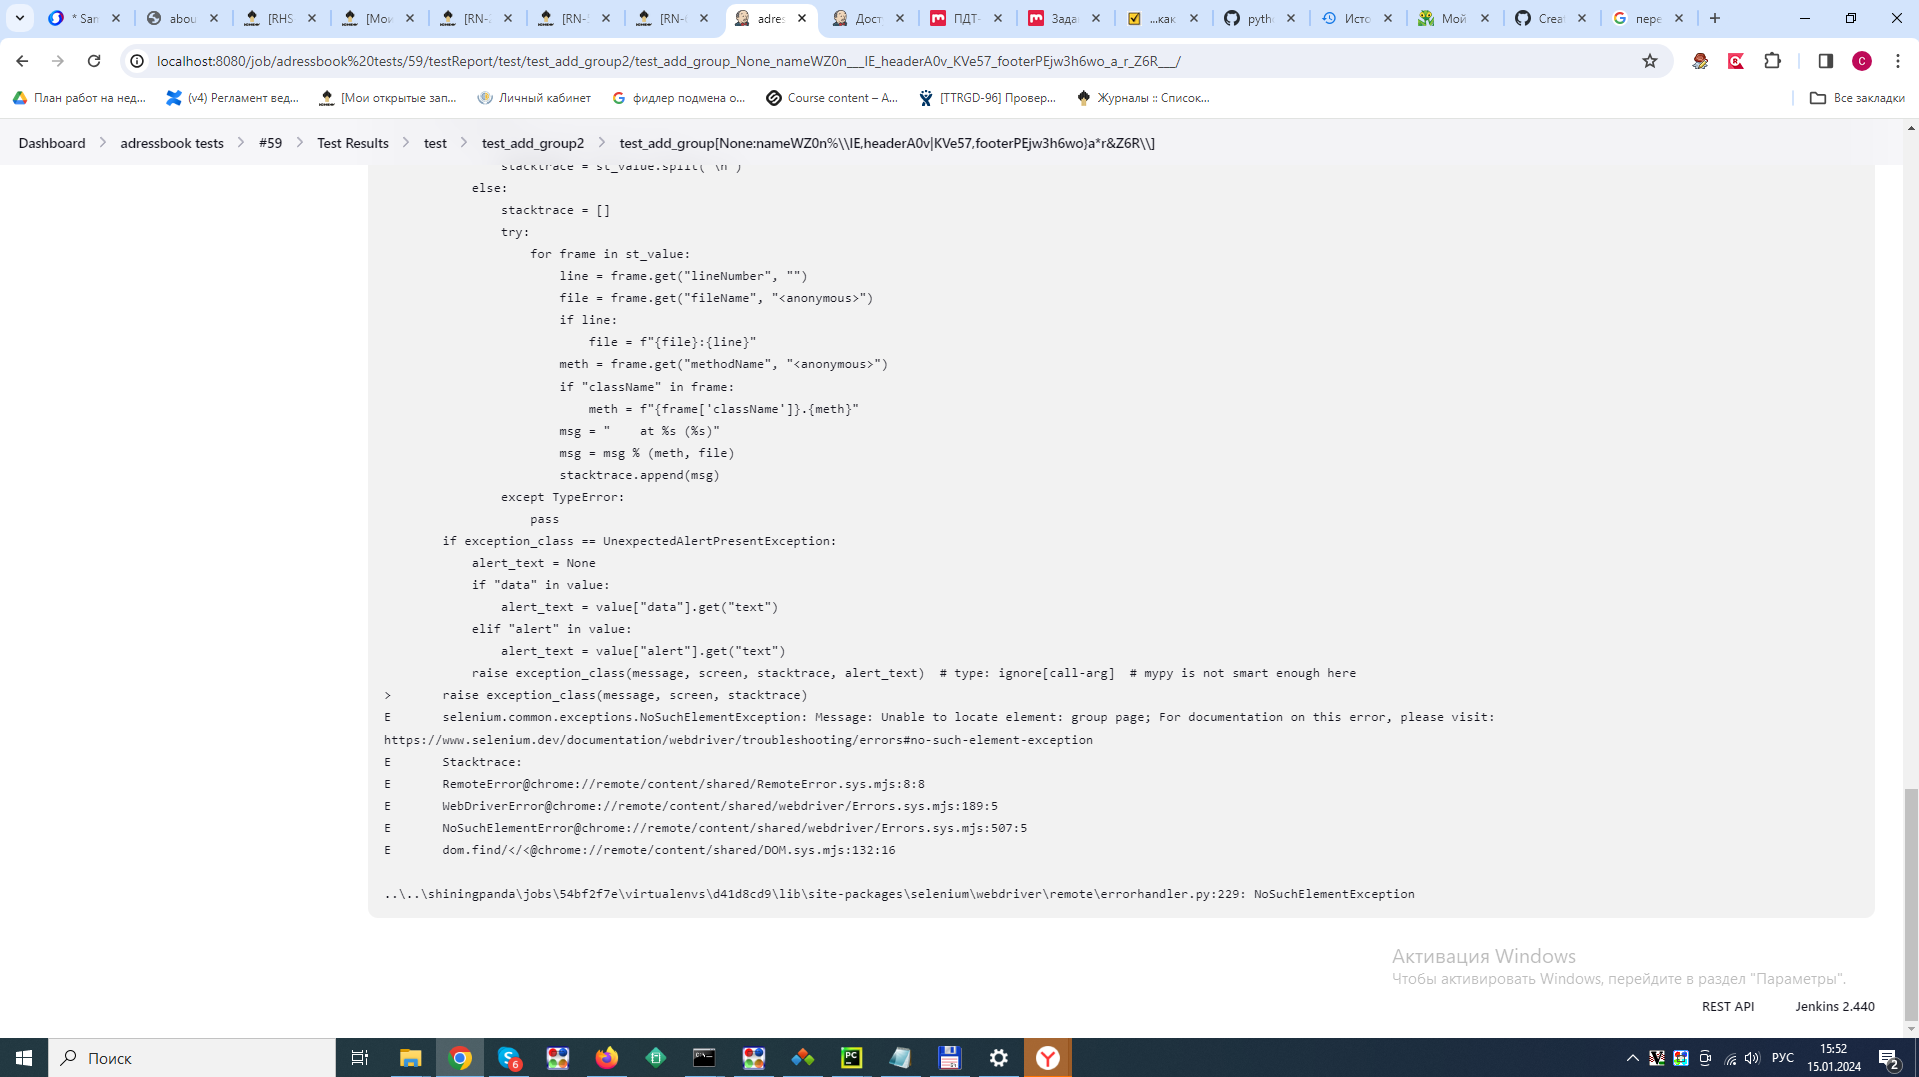 * San
abou
[RHS
[Мои
[RN-
[RN-
[RN-
adres
Дост
ПДТ-
Зада
...как
pyth
Исто
Мой
Crea
пере
localhost:8080/job/adressbook%20tests/59/testReport/test/test_add_group2/test_add_group_None_nameWZ0n___IE_headerA0v_KVe57_footerPEjw3h6wo_a_r_Z6R___/
План работ на нед...
(v4) Регламент вед...
[Мои открытые зап...
Личный кабинет
фидлер подмена о...
Course content – A...
[TTRGD-96] Провер...
Журналы :: Список...
Все закладки
Dashboard
adressbook tests
#59
Test Results
test
test_add_group2
test_add_group[None:nameWZ0n%\\IE,headerA0v|KVe57,footerPEjw3h6wo}a*r&Z6R\\]
stacktrace = st_value.split("\n")
else:
stacktrace = []
try:
for frame in st_value:
line = frame.get("lineNumber", "")
file = frame.get("fileName", "<anonymous>")
if line:
file = f"{file}:{line}"
meth = frame.get("methodName", "<anonymous>")
if "className" in frame:
meth = f"{frame['className']}.{meth}"
msg = "    at %s (%s)"
msg = msg % (meth, file)
stacktrace.append(msg)
except TypeError:
pass
if exception_class == UnexpectedAlertPresentException:
alert_text = None
if "data" in value:
alert_text = value["data"].get("text")
elif "alert" in value:
alert_text = value["alert"].get("text")
raise exception_class(message, screen, stacktrace, alert_text)  # type: ignore[call-arg]  # mypy is not smart enough here
>       raise exception_class(message, screen, stacktrace)
E       selenium.common.exceptions.NoSuchElementException: Message: Unable to locate element: group page; For documentation on this error, please visit:
https://www.selenium.dev/documentation/webdriver/troubleshooting/errors#no-such-element-exception
E       Stacktrace:
E       RemoteError@chrome://remote/content/shared/RemoteError.sys.mjs:8:8
E       WebDriverError@chrome://remote/content/shared/webdriver/Errors.sys.mjs:189:5
E       NoSuchElementError@chrome://remote/content/shared/webdriver/Errors.sys.mjs:507:5
E       dom.find/</<@chrome://remote/content/shared/DOM.sys.mjs:132:16
..\..\shiningpanda\jobs\54bf2f7e\virtualenvs\d41d8cd9\lib\site-packages\selenium\webdriver\remote\errorhandler.py:229: NoSuchElementException
Активация Windows
Чтобы активировать Windows, перейдите в раздел "Параметры".
REST API
Jenkins 2.440
Поиск
6
РУС
15:52
15.01.2024
2